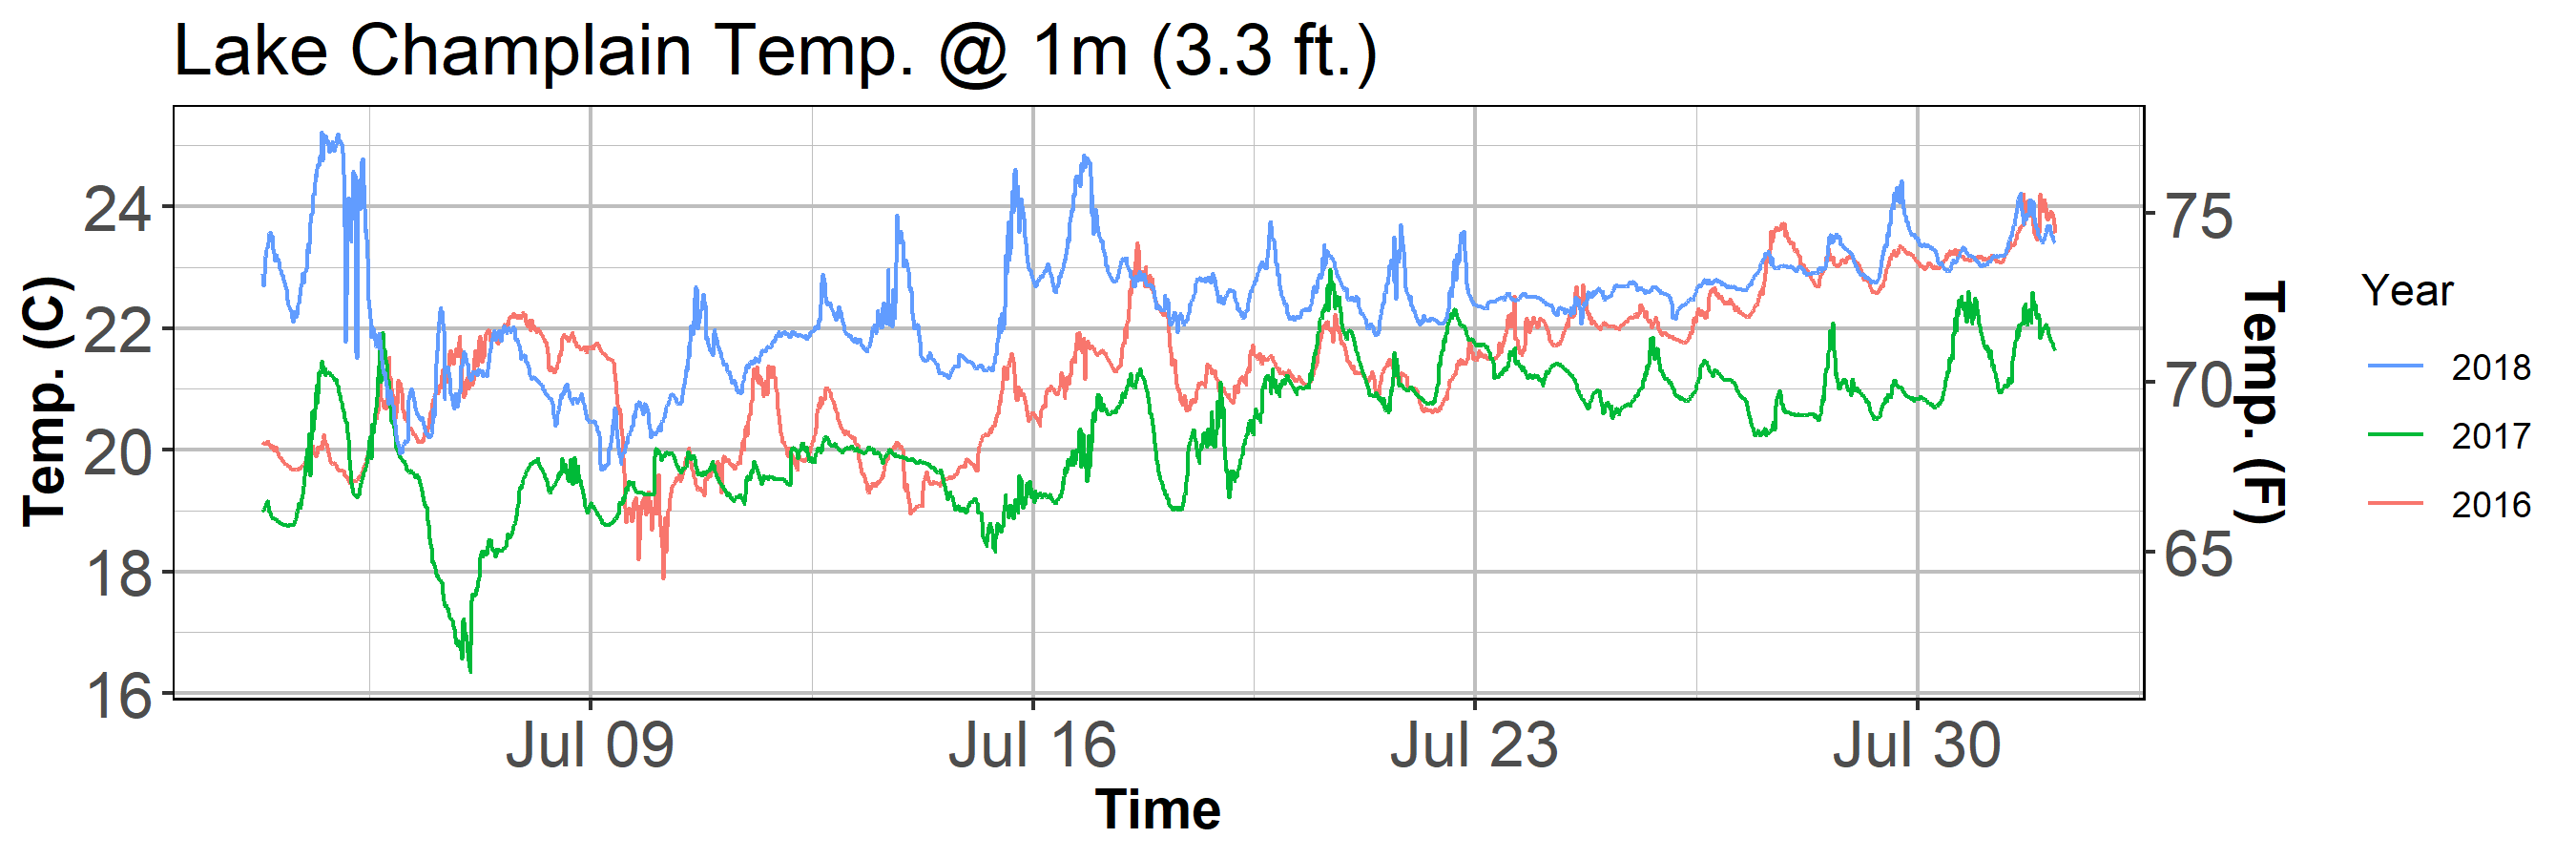 Lake Champlain Temp. @ 1m (3.3 ft.)
Temp. (C)
24
22
20
18
16
75
70
65
Temp. (F)
Jul 09
Jul 16
Jul 23
Jul 30
Time
Year
2018
2017
2016